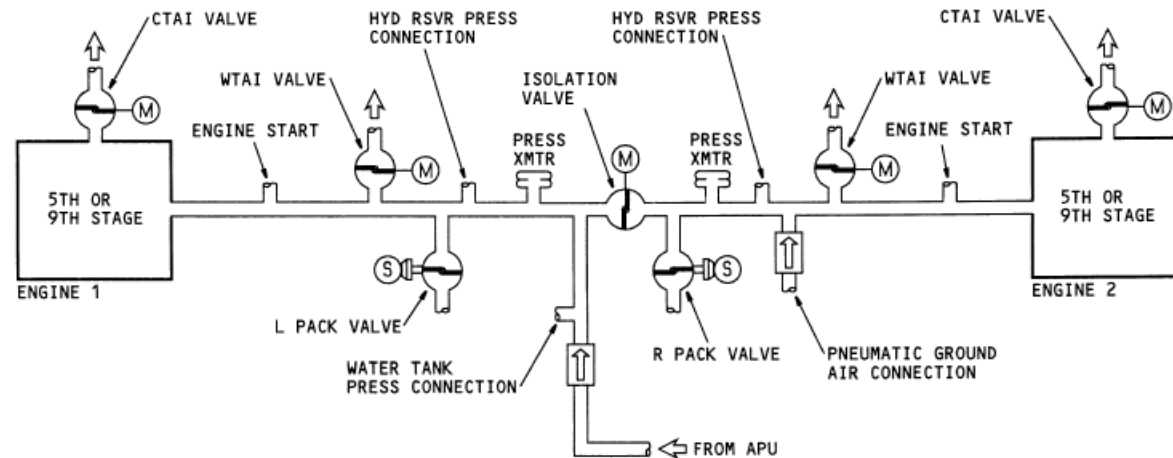 CTAI VALVE
HYD RSVR PRESS
CONNECTION
HYD RSVR PRESS
CONNECTION
CTAI VALVE
WTAI VALVE
ISOLATION
VALVE
WTAI VALVE
ENGINE START
PRESS
XMTR
PRESS
XMTR
ENGINE START
M
M
M
M
M
5TH OR
9TH STAGE
5TH OR
9TH STAGE
S
S
ENGINE 1
ENGINE 2
L PACK VALVE
R PACK VALVE
WATER TANK
PRESS CONNECTION
PNEUMATIC GROUND
AIR CONNECTION
FROM APU